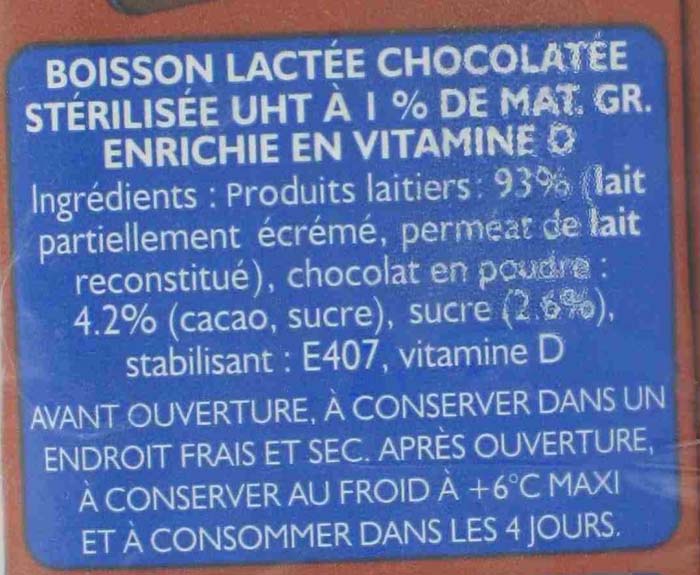 BOISSON LACTÉE CHOCOLATÉE
STÉRILISÉE UHT À 1 % DE MAT. GR.
ENRICHIE EN VITAMINE D
Ingrédients : Produits laitiers : 93% (lait
partiellement écrémé, perméat de lait
reconstitué), chocolat en poudre :
4.2% (cacao, sucre), sucre (2.6%),
stabilisant : E407, vitamine D
AVANT OUVERTURE, À CONSERVER DANS UN
ENDROIT FRAIS ET SEC. APRÈS OUVERTURE,
À CONSERVER AU FROID À +6°C MAXI
ET À CONSOMMER DANS LES 4 JOURS.